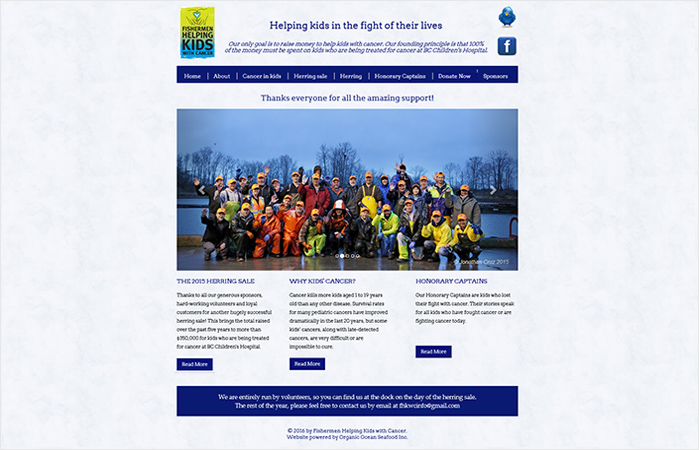 FISHERMEN
HELPING
KIDS
WITH CANCER
Helping kids in the fight of their lives
Our only goal is to raise money to help kids with cancer. Our founding principle is that 100%
of the money must be spent on kids who are being treated for cancer at BC Children's Hospital.
Home
About
Cancer in kids
Herring sale
Herring
Honorary Captains
Donate Now
Sponsors
Thanks everyone for all the amazing support!
© Jonathan Cruz 2015
THE 2015 HERRING SALE
Thanks to all our generous sponsors,
hard-working volunteers and loyal
customers for another hugely successful
herring sale! This brings the total raised
over the past five years to more than
$350,000 for kids who are being treated
for cancer at BC Children's Hospital.
Read More
WHY KIDS' CANCER?
Cancer kills more kids aged 1 to 19 years
old than any other disease. Survival rates
for many pediatric cancers have improved
dramatically in the last 20 years, but some
kids' cancers, along with late-detected
cancers, are very difficult or are
impossible to cure.
Read More
HONORARY CAPTAINS
Our Honorary Captains are kids who lost
their fight with cancer. Their stories speak
for all kids who have fought cancer or are
fighting cancer today.
Read More
We are entirely run by volunteers, so you can find us at the dock on the day of the herring sale.
The rest of the year, please feel free to contact us by email at fhkwcinfo@gmail.com
© 2016 by Fishermen Helping Kids with Cancer.
Website powered by Organic Ocean Seafood Inc.